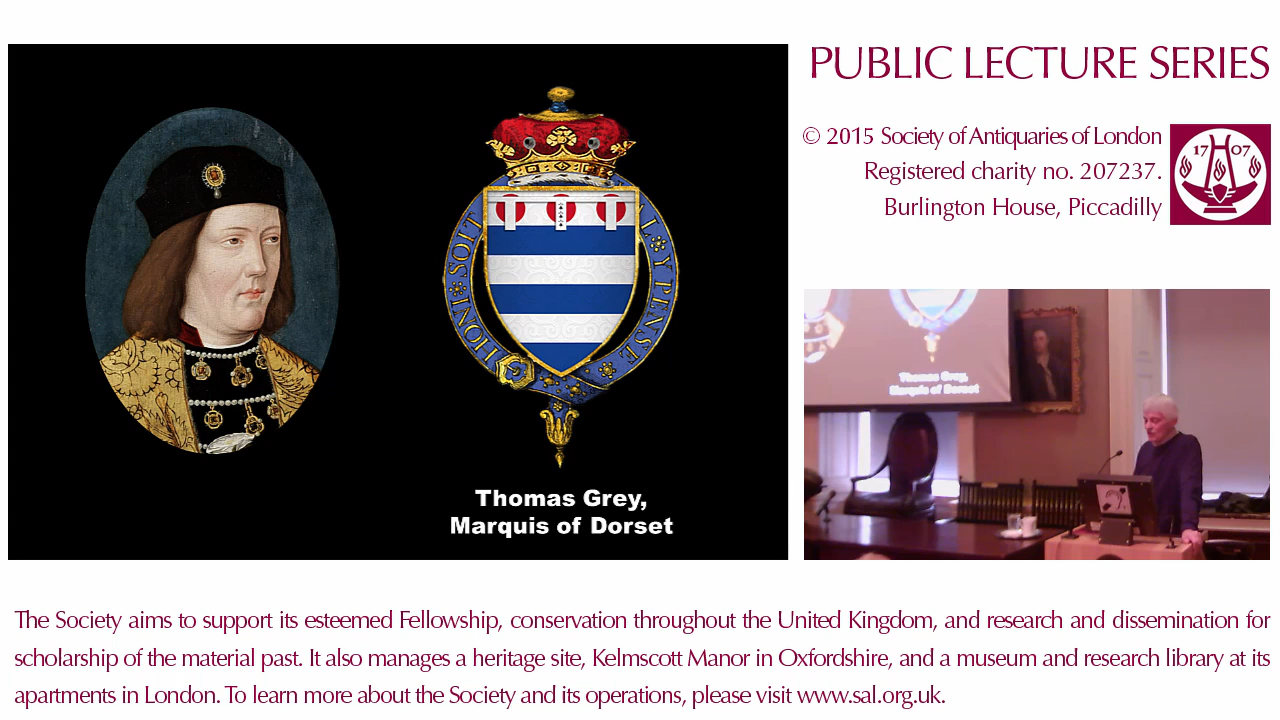 PUBLIC LECTURE SERIES
© 2015 Society of Antiquaries of London
Registered charity no. 207237.
Burlington House, Piccadilly
17 07
HONI SOIT
L Y PENSE
Thomas Grey,
Marquis of Dorset
Thomas Grey,
Marquis of Dorset
The Society aims to support its esteemed Fellowship, conservation throughout the United Kingdom, and research and dissemination for
scholarship of the material past. It also manages a heritage site, Kelmscott Manor in Oxfordshire, and a museum and research library at its
apartments in London. To learn more about the Society and its operations, please visit www.sal.org.uk.